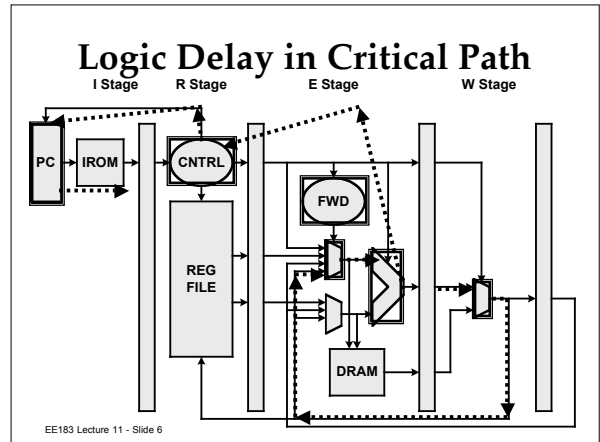 Logic Delay in Critical Path
I Stage R Stage E Stage W Stage
PC
IROM
CNTRL
FWD
REG
FILE
DRAM
EE183 Lecture 11 - Slide 6